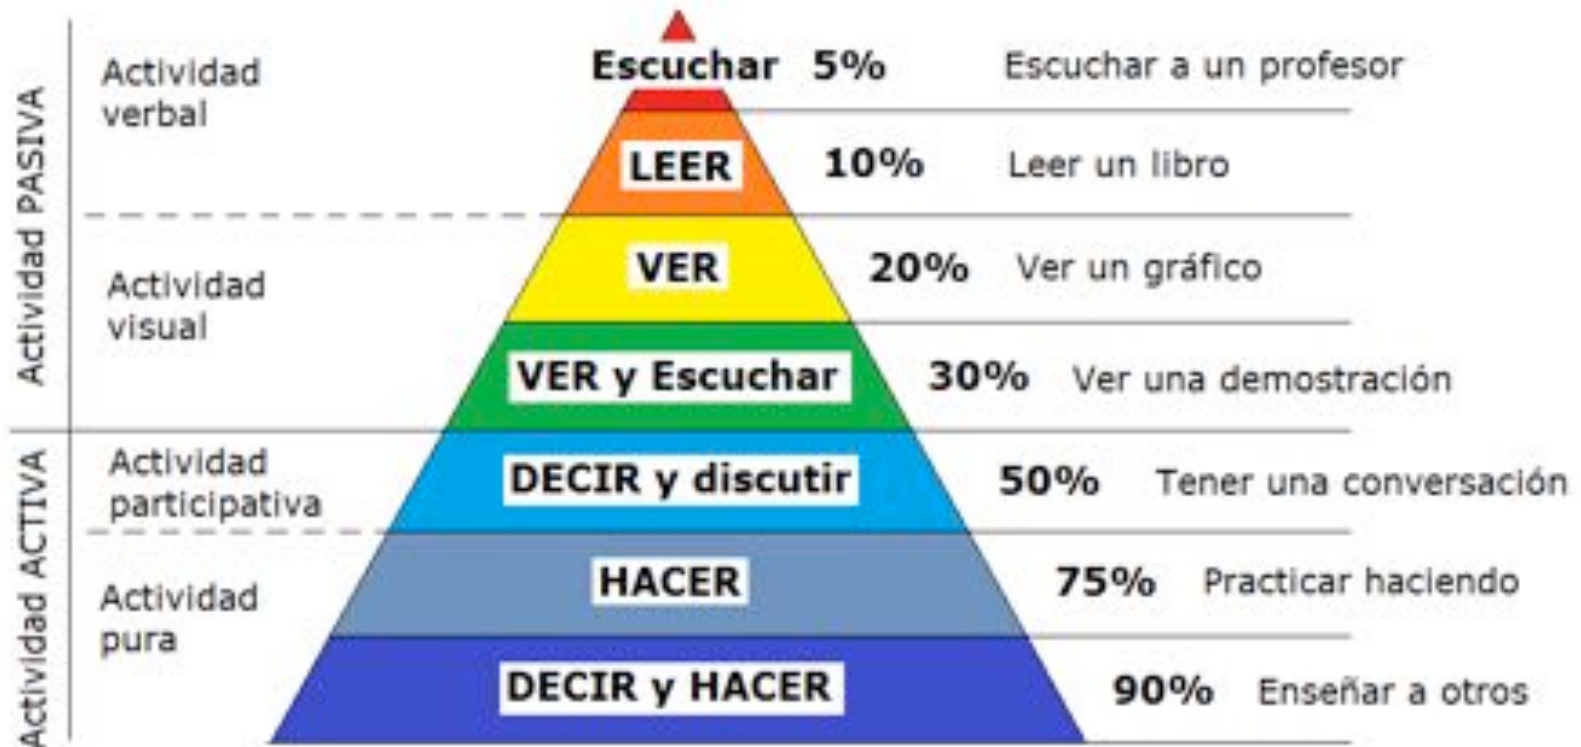 Actividad PASIVA
Actividad
verbal
Escuchar 5% Escuchar a un profesor
LEER 10% Leer un libro
Actividad
visual
VER 20% Ver un gráfico
VER y Escuchar 30% Ver una demostración
Actividad ACTIVA
Actividad
participativa
DECIR y discutir 50% Tener una conversación
Actividad
pura
HACER 75% Practicar haciendo
DECIR y HACER 90% Enseñar a otros